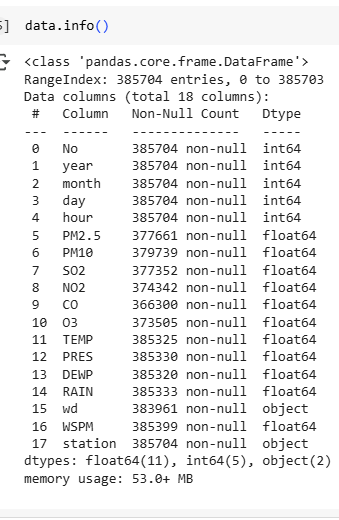 5] data.info()
<class 'pandas.core.frame.DataFrame'>
RangeIndex: 385704 entries, 0 to 385703
Data columns (total 18 columns):
 #   Column   Non-Null Count   Dtype
---  ------   --------------   -----
 0   No       385704 non-null  int64
 1   year     385704 non-null  int64
 2   month    385704 non-null  int64
 3   day      385704 non-null  int64
 4   hour     385704 non-null  int64
 5   PM2.5    377661 non-null  float64
 6   PM10     379739 non-null  float64
 7   SO2      377352 non-null  float64
 8   NO2      374342 non-null  float64
 9   CO       366300 non-null  float64
 10  O3       373505 non-null  float64
 11  TEMP     385325 non-null  float64
 12  PRES     385330 non-null  float64
 13  DEWP     385320 non-null  float64
 14  RAIN     385333 non-null  float64
 15  wd       383961 non-null  object
 16  WSPM     385399 non-null  float64
 17  station  385704 non-null  object
dtypes: float64(11), int64(5), object(2)
memory usage: 53.0+ MB